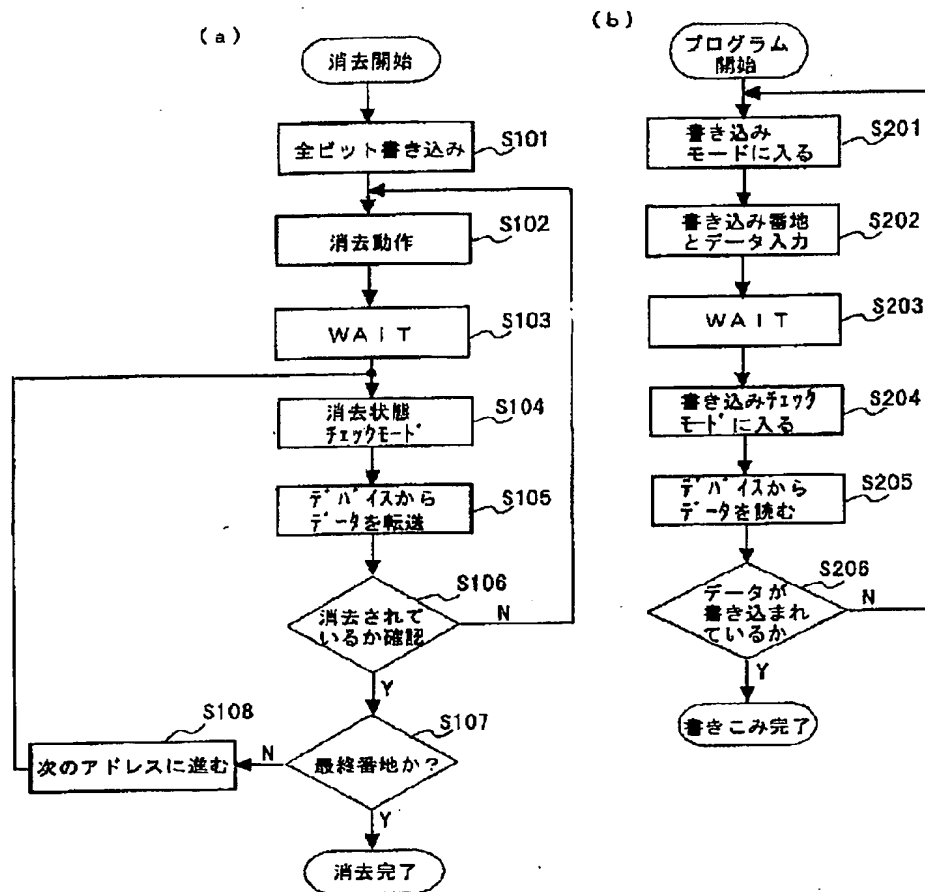 (a)
消去開始
全ビット書き込み
S101
消去動作
S102
WAIT
S103
消去状態
チェックモード
S104
デバイスから
データを転送
S105
消去されて
いるか確認
S106
N
Y
最終番地か?
S107
N
次のアドレスに進む
S108
Y
消去完了
(b)
プログラム
開始
書き込み
モードに入る
S201
書き込み番地
とデータ入力
S202
WAIT
S203
書き込みチェック
モードに入る
S204
デバイスから
データを読む
S205
データが
書き込まれ
ているか
S206
N
Y
書きこみ完了